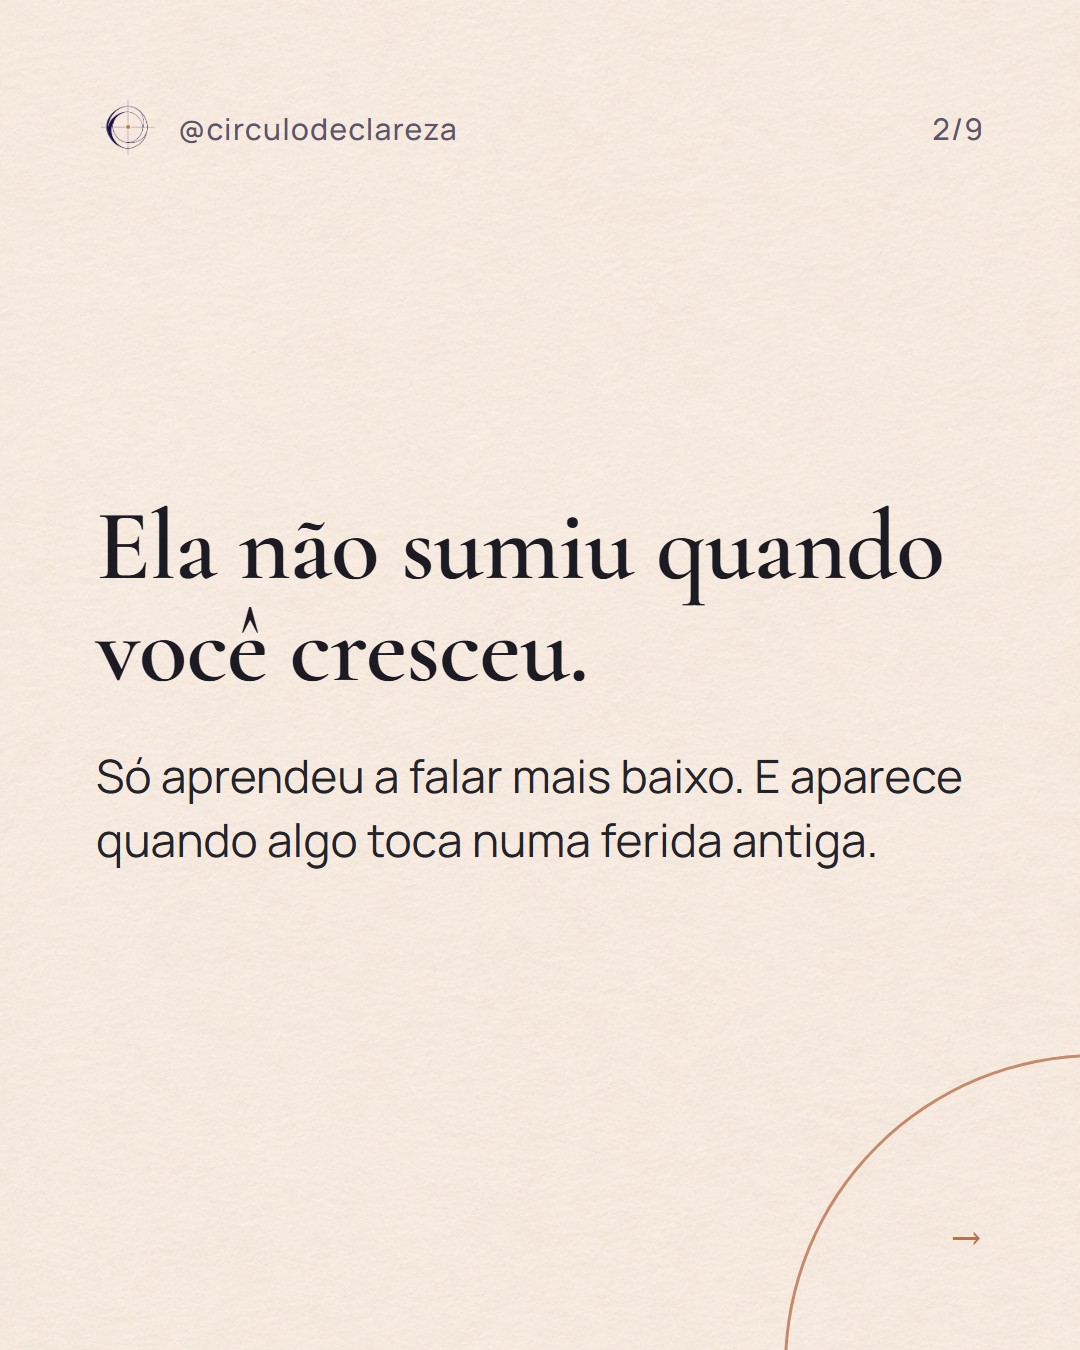 @circulodeclareza
2/9
Ela não sumiu quando
você cresceu.
Só aprendeu a falar mais baixo. E aparece
quando algo toca numa ferida antiga.
→